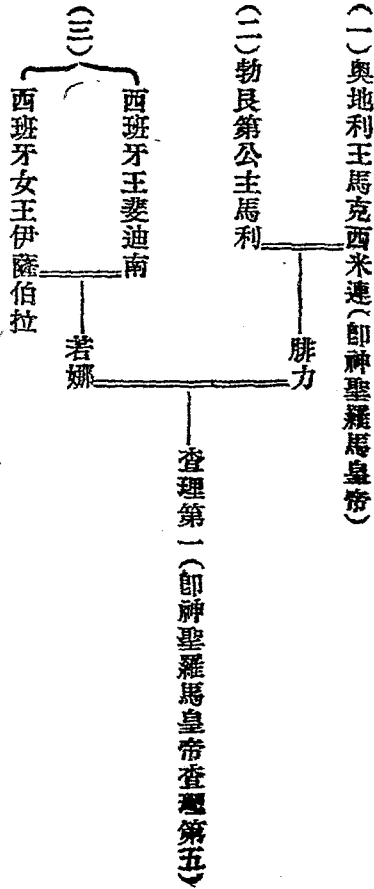 (一)奧地利王馬克西米連(卽神聖羅馬皇帝)
(二)勃艮第公主馬利
腓力
(三)
西班牙王斐迪南
西班牙女王伊薩伯拉
若娜
查理第一(卽神聖羅馬皇帝查理第五)